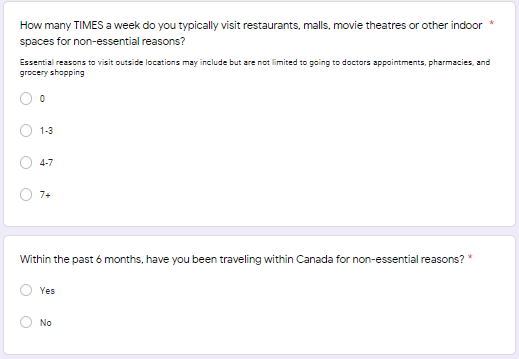 How many TIMES a week do you typically visit restaurants, malls, movie theatres or other indoor *
spaces for non-essential reasons?
Essential reasons to visit outside locations may include but are not limited to going to doctors appointments, pharmacies, and
grocery shopping
0
1-3
4-7
7+
Within the past 6 months, have you been traveling within Canada for non-essential reasons? *
Yes
No